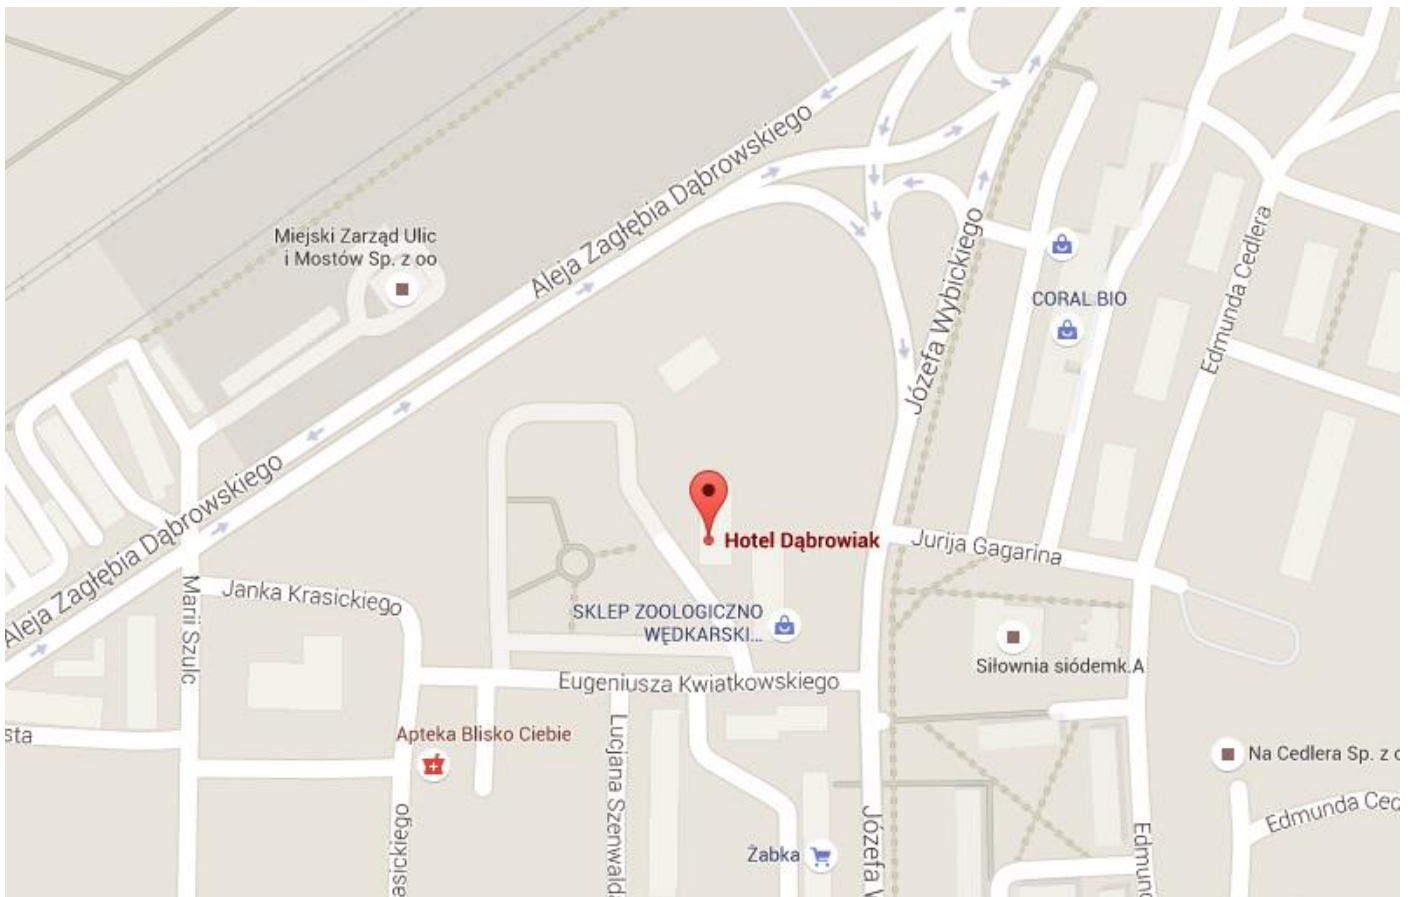 Miejski Zarząd Ulic
i Mostów Sp. z oo
Aleja Zagłębia Dąbrowskiego
Józefa Wybickiego
CORAL.BIO
Edmunda Cedlera
Aleja Zagłębia Dąbrowskiego
Hotel Dąbrowiak
Jurija Gagarina
Janka Krasickiego
Marii Szulc
SKLEP ZOOLOGICZNO
WĘDKARSKI...
Siłownia siódemk.A
Eugeniusza Kwiatkowskiego
sta
Apteka Blisko Ciebie
Lucjana Szenwalda
Na Cedlera Sp. z o
Edmunda Ced
asickiego
Żabka
Józefa W
Edmund